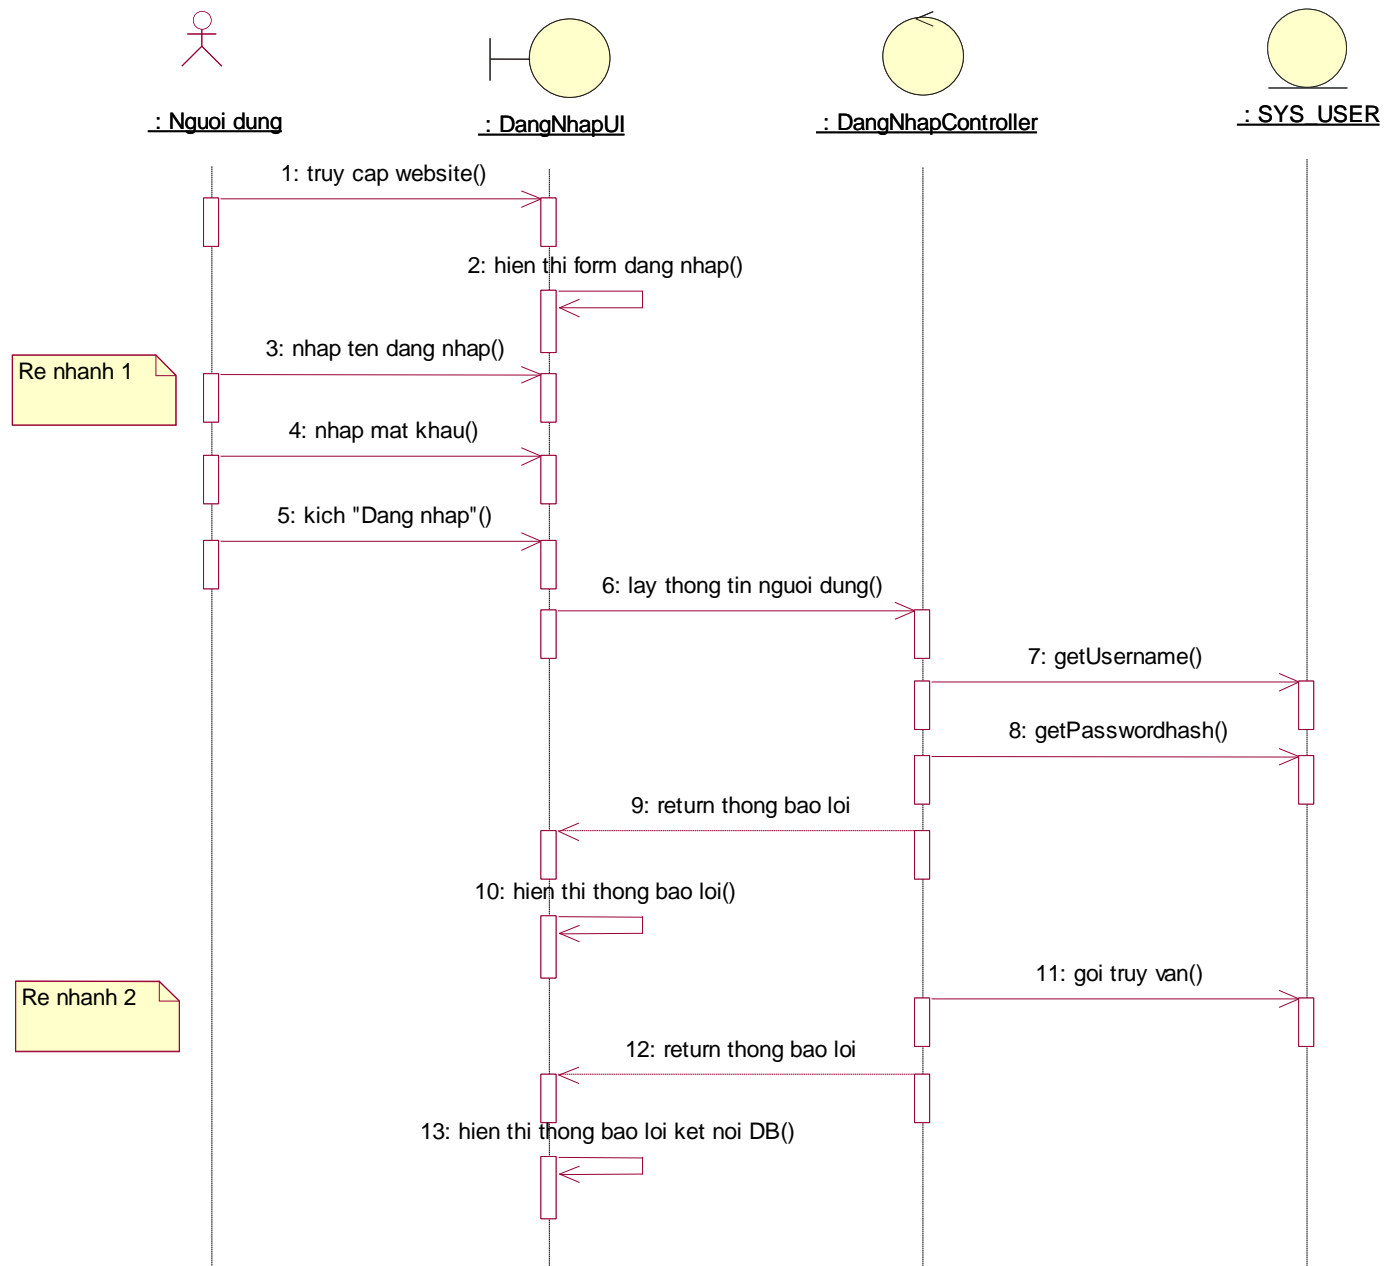 : Nguoi dung
: DangNhapUI
: DangNhapController
: SYS_USER
1: truy cap website()
2: hien thi form dang nhap()
3: nhap ten dang nhap()
Re nhanh 1
4: nhap mat khau()
5: kich "Dang nhap"()
6: lay thong tin nguoi dung()
7: getUsername()
8: getPasswordhash()
9: return thong bao loi
10: hien thi thong bao loi()
11: goi truy van()
Re nhanh 2
12: return thong bao loi
13: hien thi thong bao loi ket noi DB()